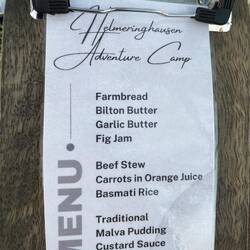 Helmeringhausen
Adventure Camp
MENU.
Farmbread
Bilton Butter
Garlic Butter
Fig Jam
Beef Stew
Carrots in Orange Juice
Basmati Rice
Traditional
Malva Pudding
Custard Sauce